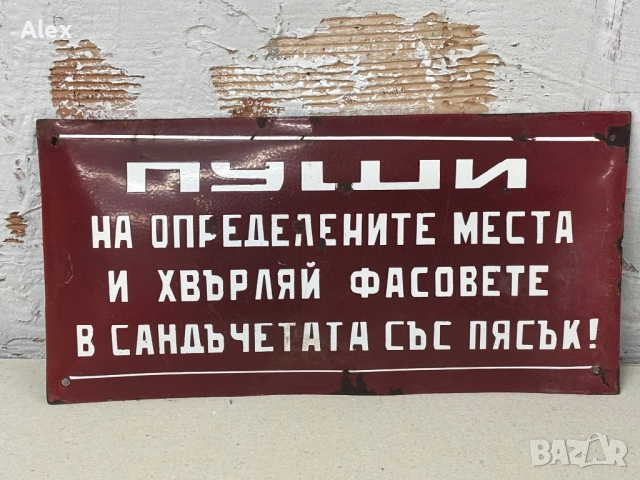 Alex
ПУШИ
НА ОПРЕДЕЛЕНИТЕ МЕСТА
И ХВЪРЛЯЙ ФАСОВЕТЕ
В САНДЪЧЕТАТА СЪС ПЯСЪК!
BAZAR